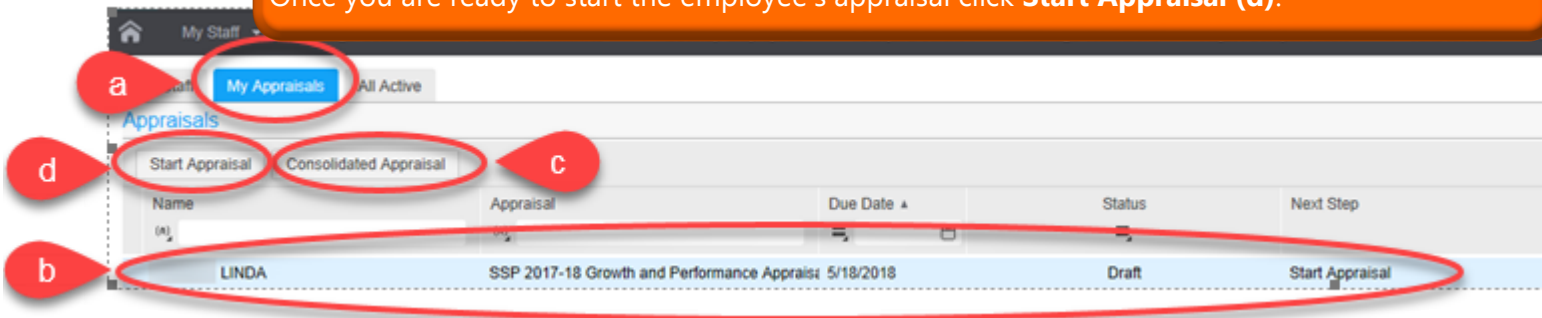 Once you are ready to start the employee's appraisal click Start Appraisal (d).
My Staff
a
My Appraisals
All Active
Appraisals
d
Start Appraisal
Consolidated Appraisal
c
Name
Appraisal
Due Date
Status
Next Step
b
LINDA
SSP 2017-18 Growth and Performance Appraisa
5/18/2018
Draft
Start Appraisal